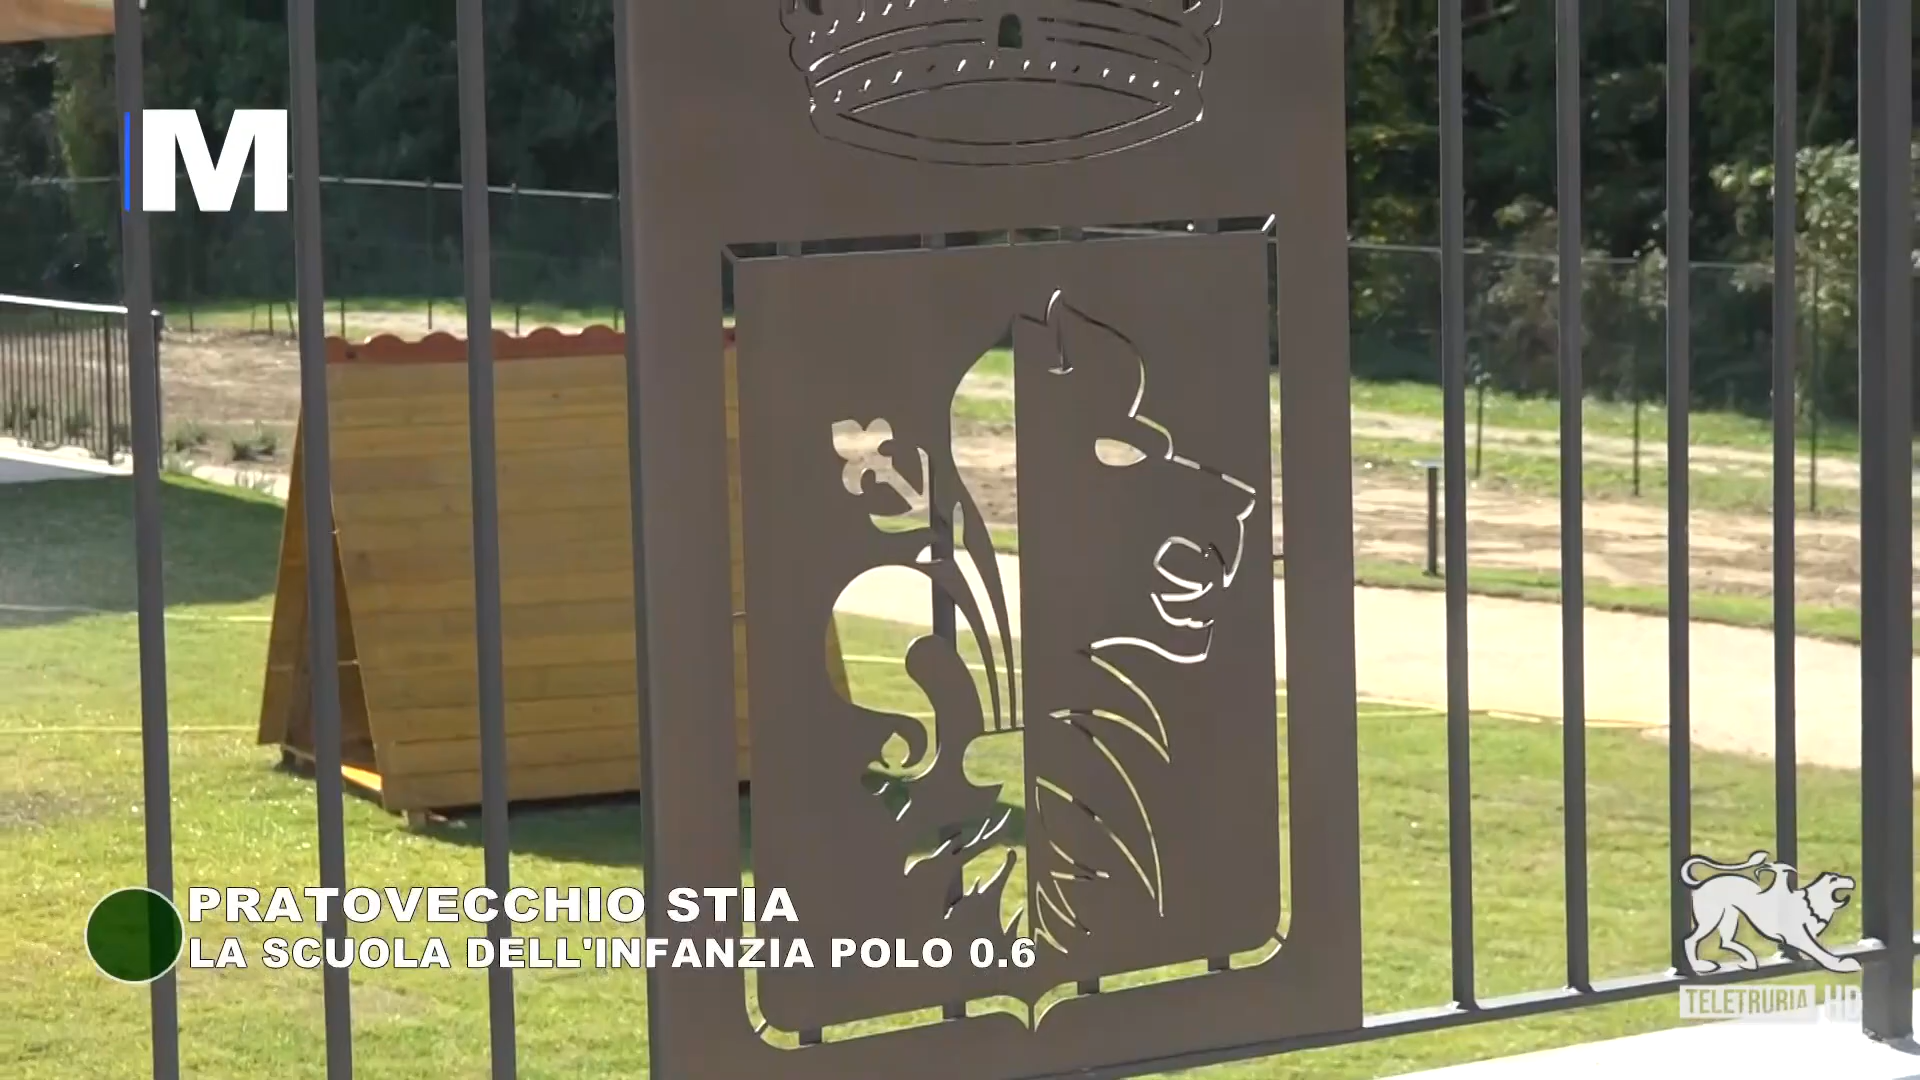 M
PRATOVECCHIO STIA
LA SCUOLA DELL'INFANZIA POLO 0.6
TELETRURIA HD